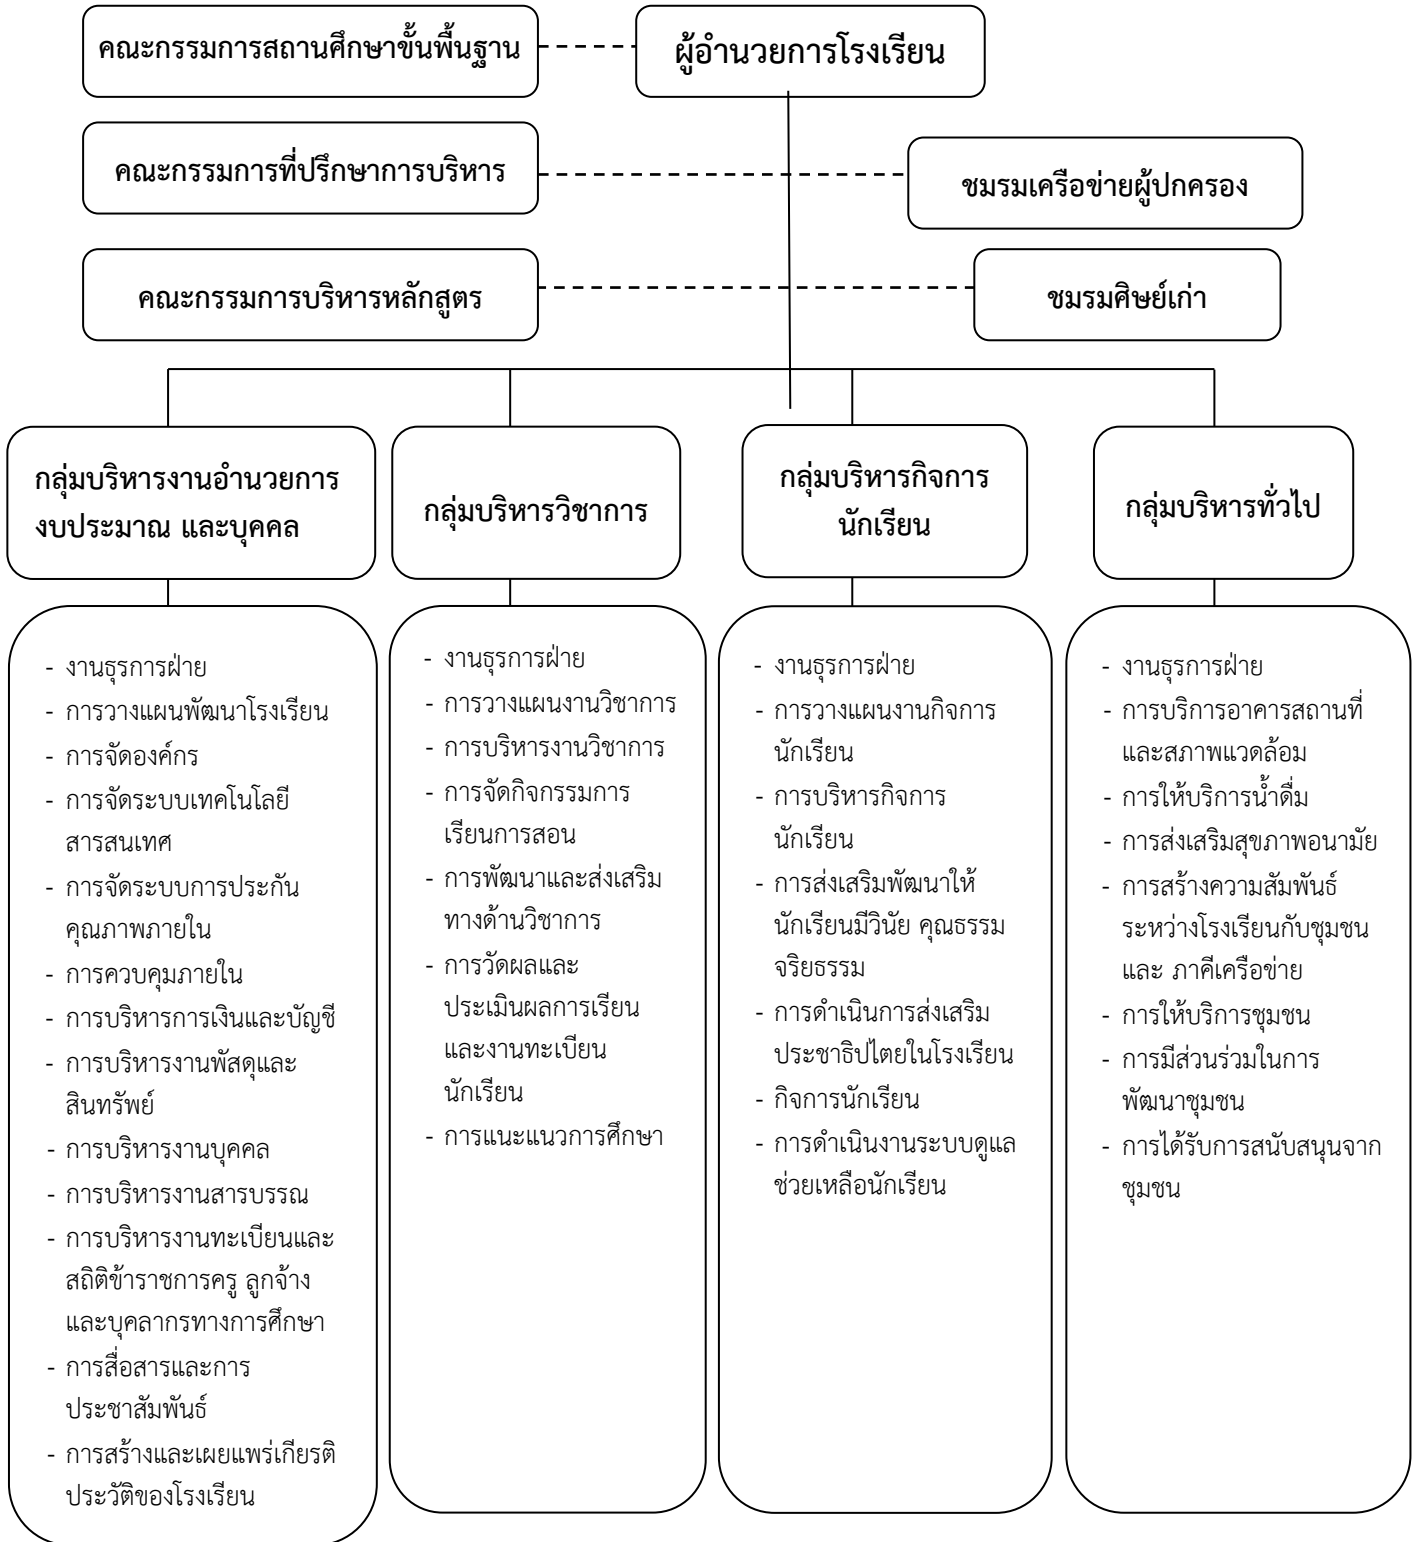 คณะกรรมการสถานศึกษาขั้นพื้นฐาน
ผู้อำนวยการโรงเรียน
คณะกรรมการที่ปรึกษาการบริหาร
ชมรมเครือข่ายผู้ปกครอง
คณะกรรมการบริหารหลักสูตร
ชมรมศิษย์เก่า
กลุ่มบริหารงานอำนวยการ
งบประมาณ และบุคคล
กลุ่มบริหารวิชาการ
กลุ่มบริหารกิจการ
นักเรียน
กลุ่มบริหารทั่วไป
- งานธุรการฝ่าย
- การวางแผนพัฒนาโรงเรียน
- การจัดองค์กร
- การจัดระบบเทคโนโลยี
สารสนเทศ
- การจัดระบบการประกัน
คุณภาพภายใน
- การควบคุมภายใน
- การบริหารการเงินและบัญชี
- การบริหารงานพัสดุและ
สินทรัพย์
- การบริหารงานบุคคล
- การบริหารงานสารบรรณ
- การบริหารงานทะเบียนและ
สถิติข้าราชการครู ลูกจ้าง
และบุคลากรทางการศึกษา
- การสื่อสารและการ
ประชาสัมพันธ์
- การสร้างและเผยแพร่เกียรติ
ประวัติของโรงเรียน
- งานธุรการฝ่าย
- การวางแผนงานวิชาการ
- การบริหารงานวิชาการ
- การจัดกิจกรรมการ
เรียนการสอน
- การพัฒนาและส่งเสริม
ทางด้านวิชาการ
- การวัดผลและ
ประเมินผลการเรียน
และงานทะเบียน
นักเรียน
- การแนะแนวการศึกษา
- งานธุรการฝ่าย
- การวางแผนงานกิจการ
นักเรียน
- การบริหารกิจการ
นักเรียน
- การส่งเสริมพัฒนาให้
นักเรียนมีวินัย คุณธรรม
จริยธรรม
- การดำเนินการส่งเสริม
ประชาธิปไตยในโรงเรียน
- กิจการนักเรียน
- การดำเนินงานระบบดูแล
ช่วยเหลือนักเรียน
- งานธุรการฝ่าย
- การบริการอาคารสถานที่
และสภาพแวดล้อม
- การให้บริการน้ำดื่ม
- การส่งเสริมสุขภาพอนามัย
- การสร้างความสัมพันธ์
ระหว่างโรงเรียนกับชุมชน
และ ภาคีเครือข่าย
- การให้บริการชุมชน
- การมีส่วนร่วมในการ
พัฒนาชุมชน
- การได้รับการสนับสนุนจาก
ชุมชน